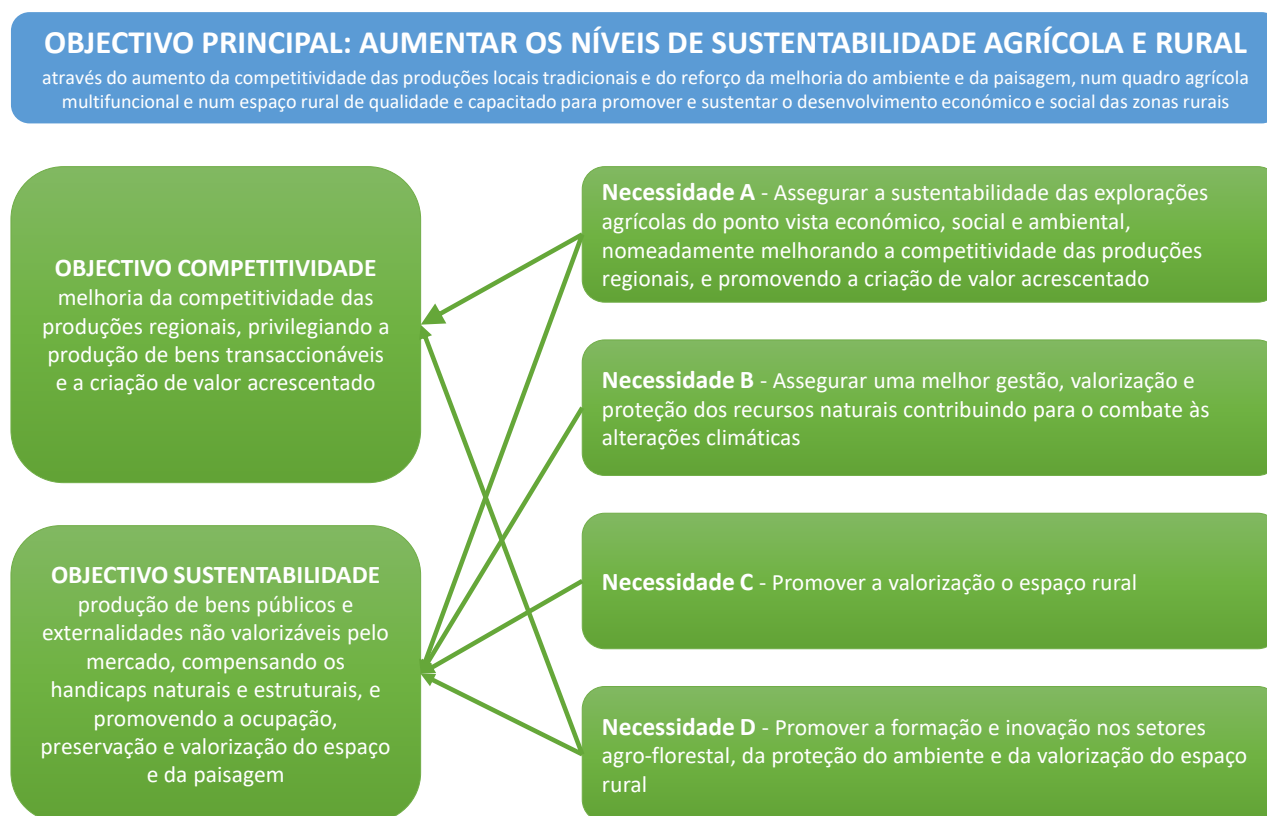 OBJECTIVO PRINCIPAL: AUMENTAR OS NÍVEIS DE SUSTENTABILIDADE AGRÍCOLA E RURAL
através do aumento da competitividade das produções locais tradicionais e do reforço da melhoria do ambiente e da paisagem, num quadro agrícola
multifuncional e num espaço rural de qualidade e capacitado para promover e sustentar o desenvolvimento económico e social das zonas rurais
OBJECTIVO COMPETITIVIDADE
melhoria da competitividade das
produções regionais, privilegiando a
produção de bens transaccionáveis
e a criação de valor acrescentado
OBJECTIVO SUSTENTABILIDADE
produção de bens públicos e
externalidades não valorizáveis pelo
mercado, compensando os
handicaps naturais e estruturais, e
promovendo a ocupação,
preservação e valorização do espaço
e da paisagem
Necessidade A - Assegurar a sustentabilidade das explorações
agrícolas do ponto vista económico, social e ambiental,
nomeadamente melhorando a competitividade das produções
regionais, e promovendo a criação de valor acrescentado
Necessidade B - Assegurar uma melhor gestão, valorização e
proteção dos recursos naturais contribuindo para o combate às
alterações climáticas
Necessidade C - Promover a valorização o espaço rural
Necessidade D - Promover a formação e inovação nos setores
agro-florestal, da proteção do ambiente e da valorização do espaço
rural